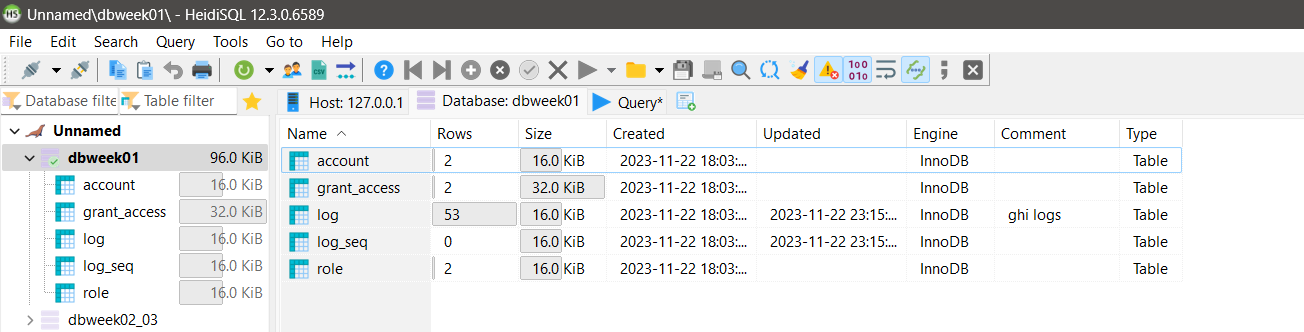 Unnamed\dbweek01\ - HeidiSQL 12.3.0.6589
File Edit Search Query Tools Go to Help
Database filte Table filter Host: 127.0.0.1 Database: dbweek01 Query*
Unnamed
dbweek01 96.0 KiB
account 16.0 KiB
grant_access 32.0 KiB
log 16.0 KiB
log_seq 16.0 KiB
role 16.0 KiB
dbweek02_03
Name Rows Size Created Updated Engine Comment Type
account 2 16.0 KiB 2023-11-22 18:03:... InnoDB Table
grant_access 2 32.0 KiB 2023-11-22 18:03:... InnoDB Table
log 53 16.0 KiB 2023-11-22 18:03:... 2023-11-22 23:15:... InnoDB ghi logs Table
log_seq 0 16.0 KiB 2023-11-22 18:03:... 2023-11-22 23:15:... InnoDB Table
role 2 16.0 KiB 2023-11-22 18:03:... InnoDB Table